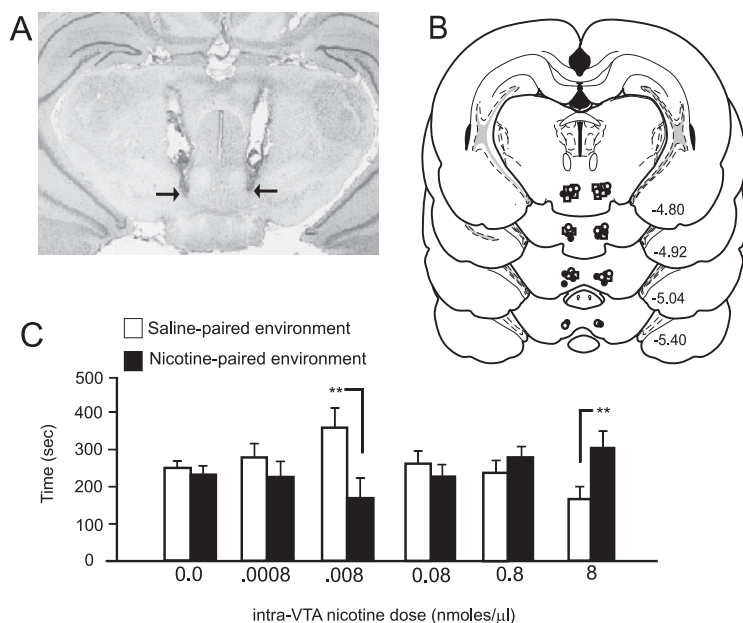 A
B
-4.80
-4.92
-5.04
-5.40
C
Saline-paired environment
Nicotine-paired environment
500
300
200
100
0
Time (sec)
**
**
0.0 .0008 .008 0.08 0.8 8
intra-VTA nicotine dose (nmoles/µl)